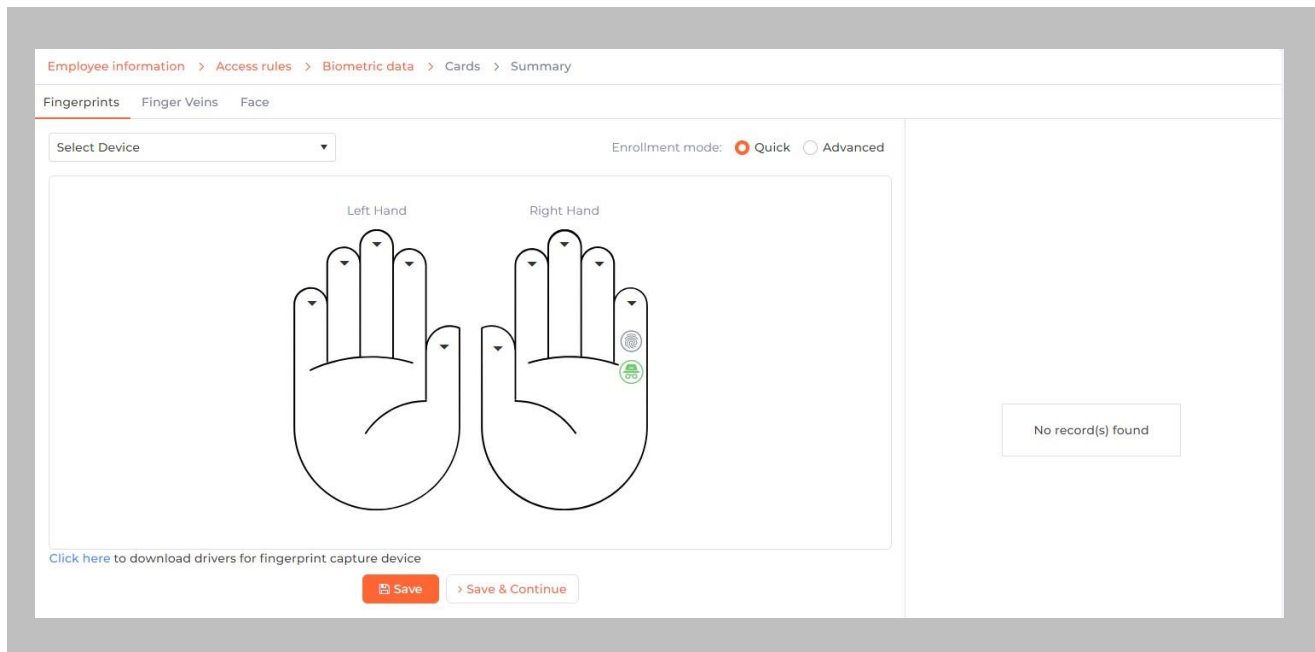 Employee information > Access rules > Biometric data > Cards > Summary
Fingerprints Finger Veins Face
Select Device Enrollment mode: Quick Advanced
Left Hand Right Hand
No record(s) found
Click here to download drivers for fingerprint capture device
Save > Save & Continue